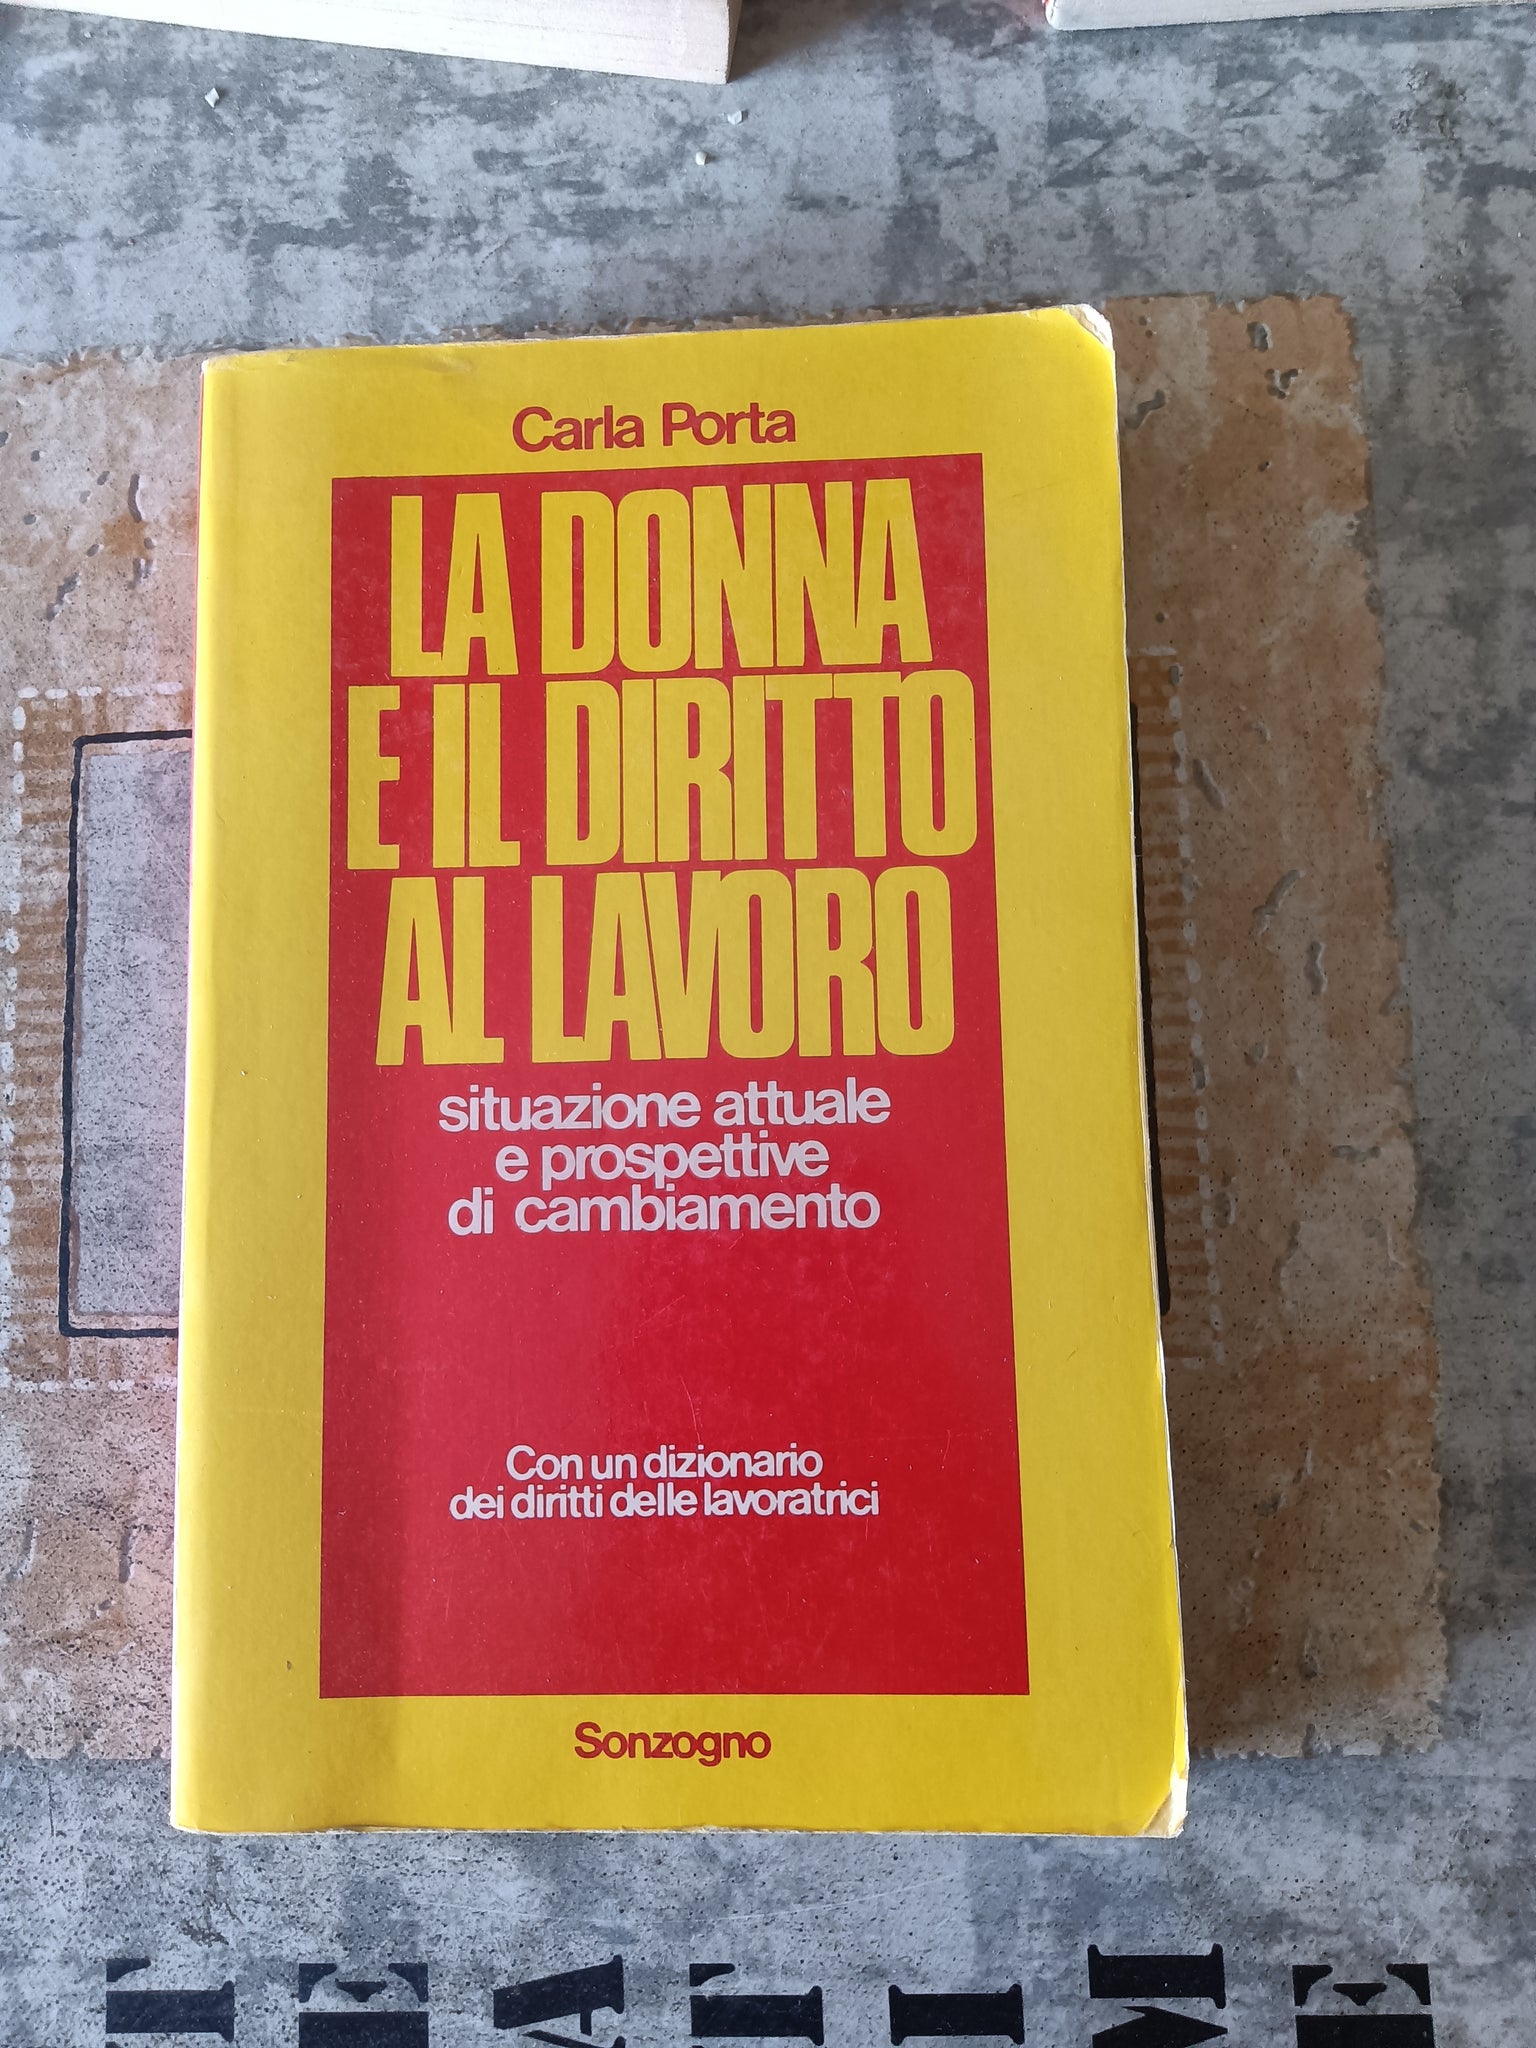 Carla Porta
LA DONNA
E IL DIRITTO
AL LAVORO
situazione attuale
e prospettive
di cambiamento
Con un dizionario
dei diritti delle lavoratrici
Sonzogno